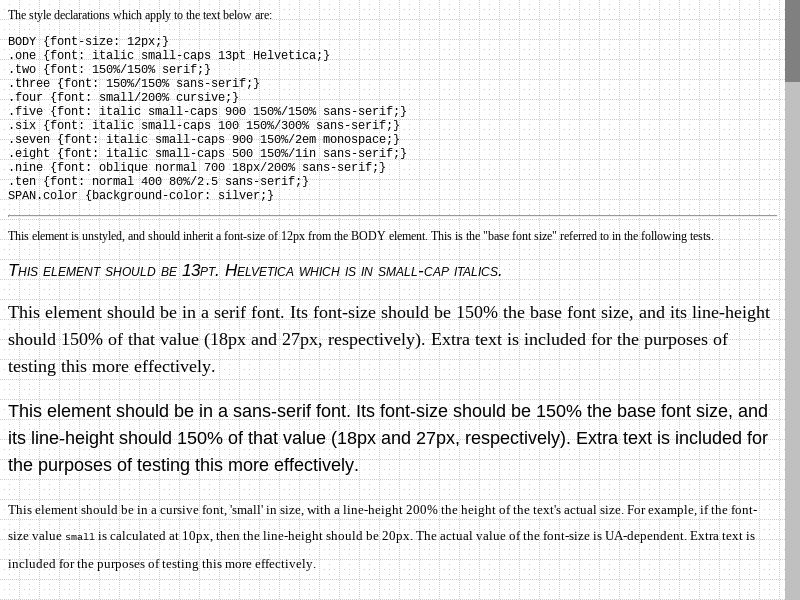 The style declarations which apply to the text below are:
BODY {font-size: 12px;}
.one {font: italic small-caps 13pt Helvetica;}
.two {font: 150%/150% serif;}
.three {font: 150%/150% sans-serif;}
.four {font: small/200% cursive;}
.five {font: italic small-caps 900 150%/150% sans-serif;}
.six {font: italic small-caps 100 150%/300% sans-serif;}
.seven {font: italic small-caps 900 150%/2em monospace;}
.eight {font: italic small-caps 500 150%/1in sans-serif;}
.nine {font: oblique normal 700 18px/200% sans-serif;}
.ten {font: normal 400 80%/2.5 sans-serif;}
SPAN.color {background-color: silver;}
This element is unstyled, and should inherit a font-size of 12px from the BODY element. This is the "base font size" referred to in the following tests.
This element should be 13pt. Helvetica which is in small-cap italics.
This element should be in a serif font. Its font-size should be 150% the base font size, and its line-height
should 150% of that value (18px and 27px, respectively). Extra text is included for the purposes of
testing this more effectively.
This element should be in a sans-serif font. Its font-size should be 150% the base font size, and
its line-height should 150% of that value (18px and 27px, respectively). Extra text is included for
the purposes of testing this more effectively.
This element should be in a cursive font, 'small' in size, with a line-height 200% the height of the text's actual size. For example, if the font-
size value small is calculated at 10px, then the line-height should be 20px. The actual value of the font-size is UA-dependent. Extra text is
included for the purposes of testing this more effectively.